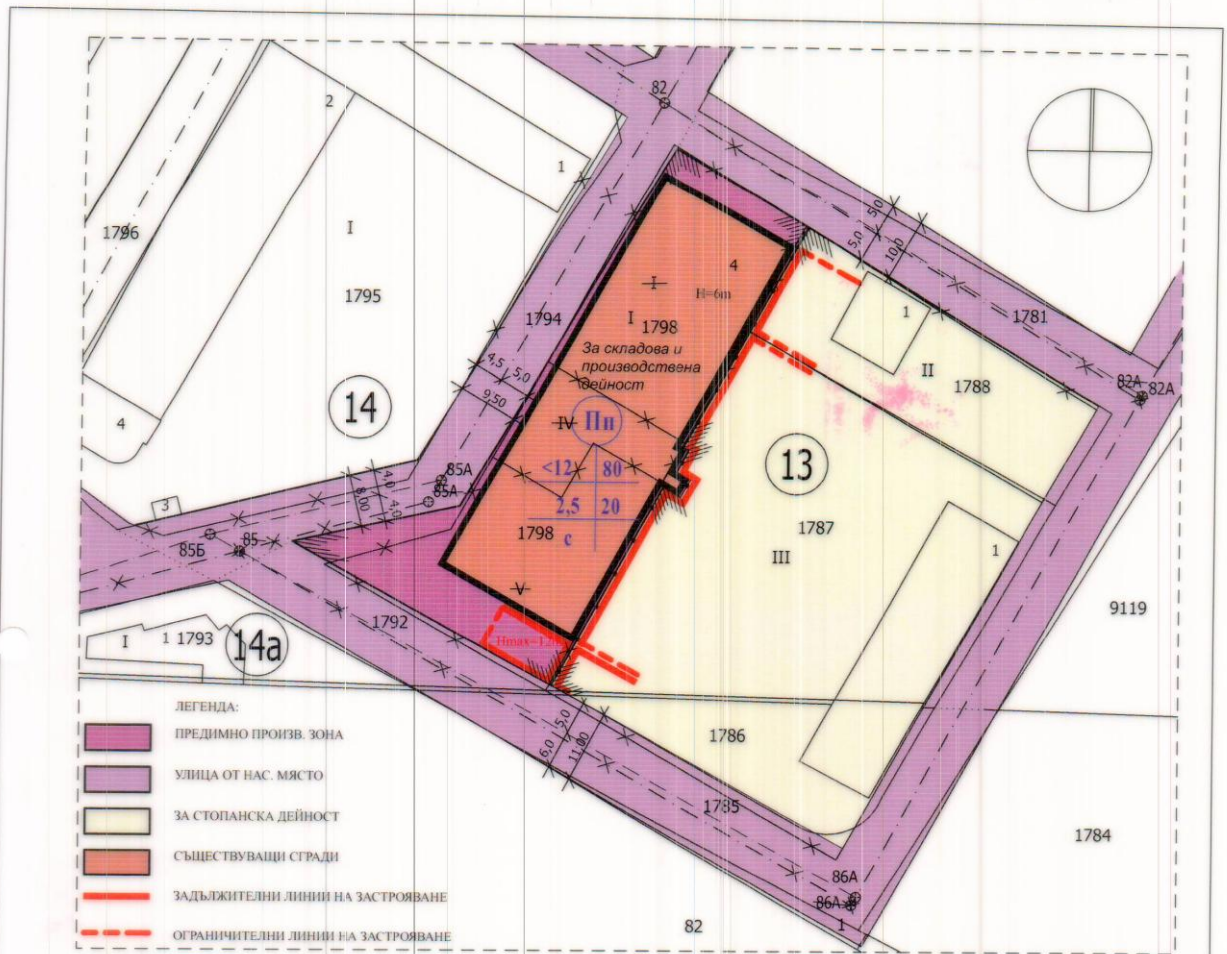 82
2
1
1796
I
1795
5,0
5,0
10,0
4
I
H=6m
1794
I 1798
1
1781
За складова и
производствена
дейност
4,5 5,0
9,50
II
1788
82А
82А
14
4
IV
Пп
13
<12 80
2,5 20
с
85А
85А
4,0
8,00
4,0
3
85Б
85
1798
1787
III
1
V
1792
9119
I 1 1793
14а
5,0
6,0
11,00
1786
1785
1784
86А
86А
1
82
ЛЕГЕНДА:
ПРЕДИМНО ПРОИЗВ. ЗОНА
УЛИЦА ОТ НАС. МЯСТО
ЗА СТОПАНСКА ДЕЙНОСТ
СЪЩЕСТВУВАЩИ СГРАДИ
ЗАДЪЛЖИТЕЛНИ ЛИНИИ НА ЗАСТРОЯВАНЕ
ОГРАНИЧИТЕЛНИ ЛИНИИ НА ЗАСТРОЯВАНЕ